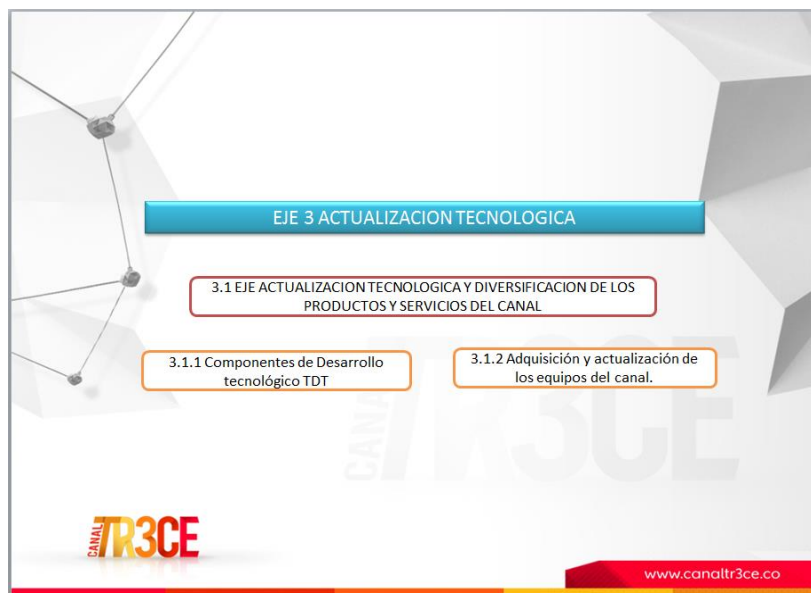 EJE 3 ACTUALIZACION TECNOLOGICA
3.1 EJE ACTUALIZACION TECNOLOGICA Y DIVERSIFICACION DE LOS
PRODUCTOS Y SERVICIOS DEL CANAL
3.1.1 Componentes de Desarrollo
tecnológico TDT
3.1.2 Adquisición y actualización de
los equipos del canal.
CANAL TR3CE
CANAL TR3CE
www.canaltr3ce.co